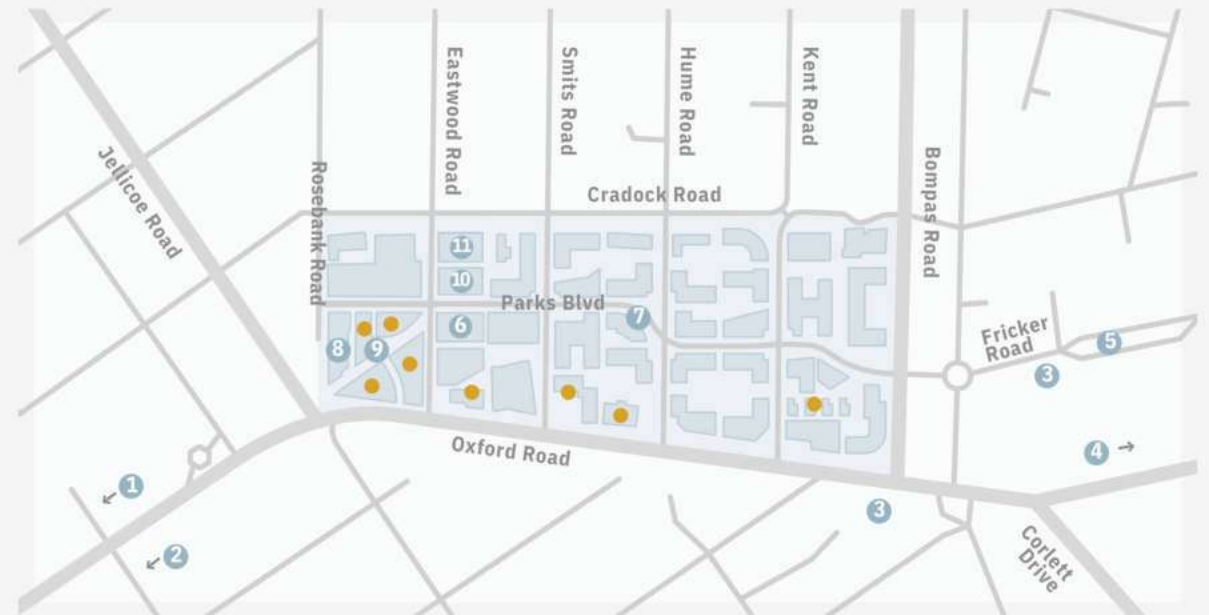 Jellicoe Road
Rosebank Road
Eastwood Road
Smits Road
Hume Road
Kent Road
Bompas Road
Cradock Road
11
10
Parks Blvd
6
7
8
9
Fricker
Road
5
3
Oxford Road
4
1
3
2
Corlett
Drive